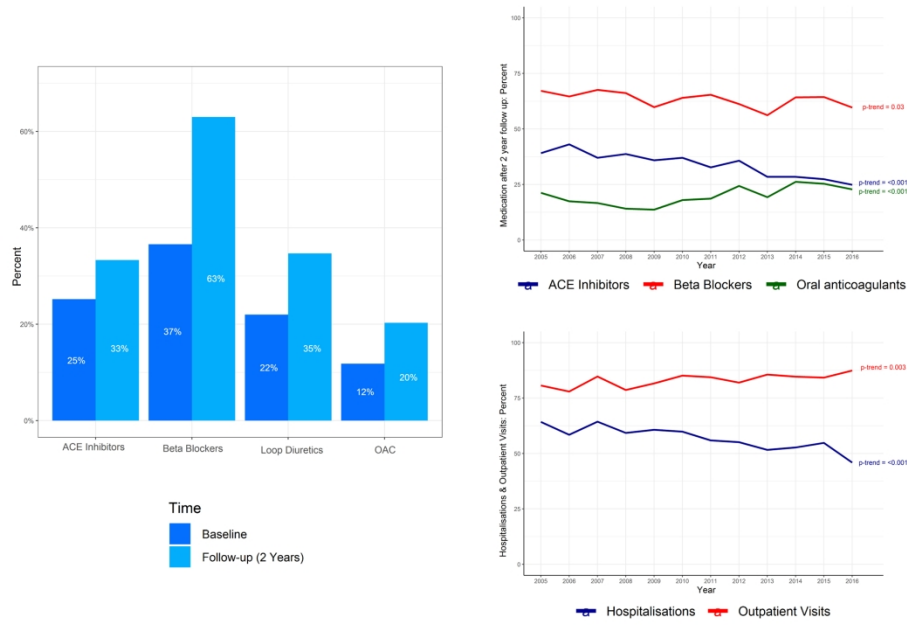 Percent
60%
40%
20%
0%
25%
33%
37%
63%
22%
35%
12%
20%
ACE Inhibitors
Beta Blockers
Loop Diuretics
OAC
Time
Baseline
Follow-up (2 Years)
Medication after 2 year follow up: Percent
100
75
50
25
0
p-trend = 0.03
p-trend = <0.001
p-trend = <0.001
2005 2006 2007 2008 2009 2010 2011 2012 2013 2014 2015 2016
Year
a ACE Inhibitors a Beta Blockers a Oral anticoagulants
Hospitalisations & Outpatient Visits: Percent
100
75
50
25
0
p-trend = 0.003
p-trend = <0.001
2005 2006 2007 2008 2009 2010 2011 2012 2013 2014 2015 2016
Year
a Hospitalisations a Outpatient Visits